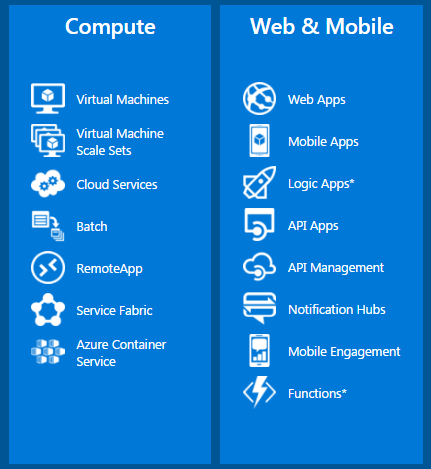 Compute
Virtual Machines
Virtual Machine
Scale Sets
Cloud Services
Batch
RemoteApp
Service Fabric
Azure Container
Service
Web & Mobile
Web Apps
Mobile Apps
Logic Apps*
API Apps
API Management
Notification Hubs
Mobile Engagement
Functions*